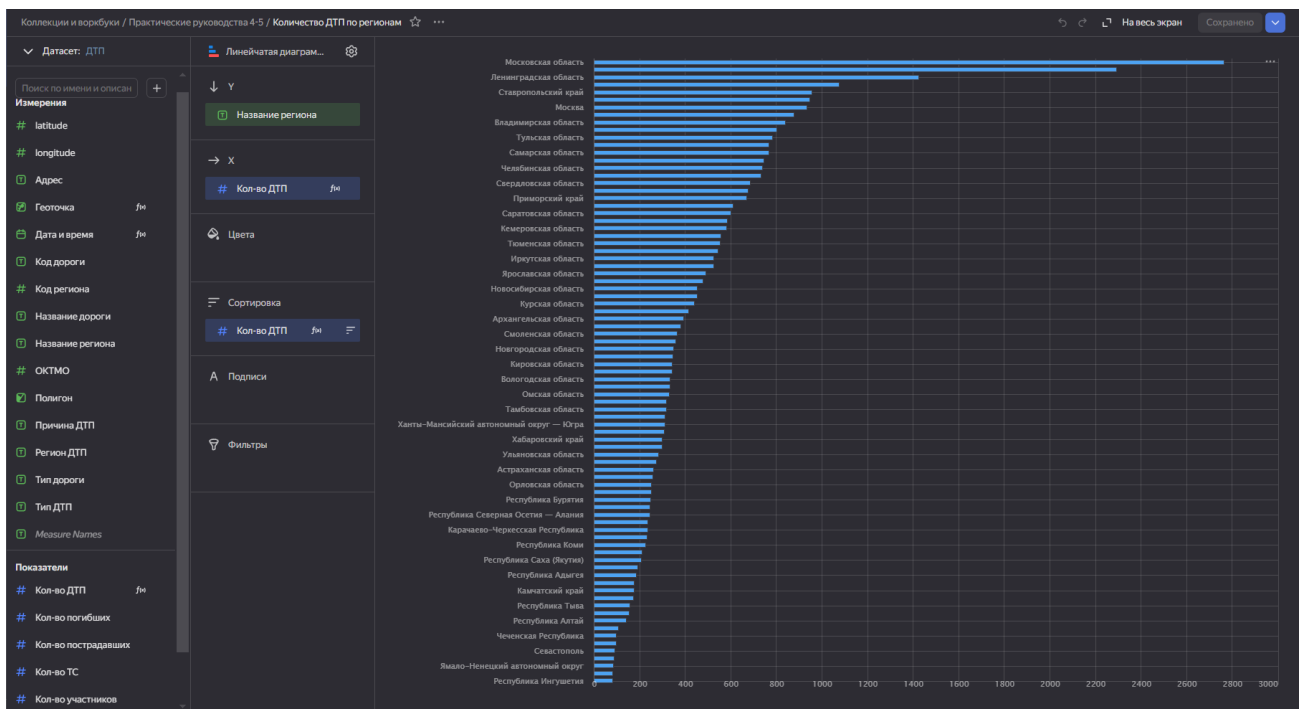 Коллекции и воркбуки / Практические руководства 4-5 / Количество ДТП по регионам
На весь экран
Сохранено
Датасет: ДТП
Поиск по имени и описан
Измерения
latitude
longitude
Адрес
Геоточка
Дата и время
Код дороги
Код региона
Название дороги
Название региона
ОКТМО
Полигон
Причина ДТП
Регион ДТП
Тип дороги
Тип ДТП
Measure Names
Показатели
Кол-во ДТП
Кол-во погибших
Кол-во пострадавших
Кол-во ТС
Кол-во участников
Линейчатая диаграм...
Y
Название региона
X
Кол-во ДТП
Цвета
Сортировка
Кол-во ДТП
Подписи
Фильтры
Московская область
Ленинградская область
Ставропольский край
Москва
Владимирская область
Тульская область
Самарская область
Челябинская область
Свердловская область
Приморский край
Саратовская область
Кемеровская область
Тюменская область
Иркутская область
Ярославская область
Новосибирская область
Курская область
Архангельская область
Смоленская область
Новгородская область
Кировская область
Вологодская область
Омская область
Тамбовская область
Ханты-Мансийский автономный округ — Югра
Хабаровский край
Ульяновская область
Астраханская область
Орловская область
Республика Бурятия
Республика Северная Осетия — Алания
Карачаево-Черкесская Республика
Республика Коми
Республика Саха (Якутия)
Республика Адыгея
Камчатский край
Республика Тыва
Республика Алтай
Чеченская Республика
Севастополь
Ямало-Ненецкий автономный округ
Республика Ингушетия
0 200 400 600 800 1000 1200 1400 1600 1800 2000 2200 2400 2600 2800 3000